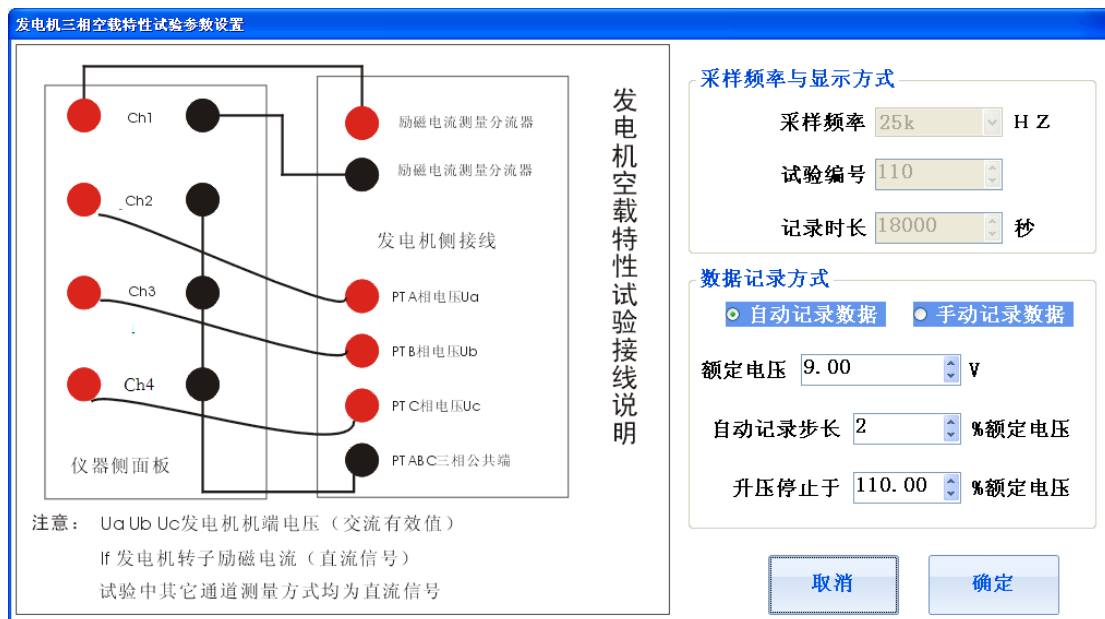 发电机三相空载特性试验参数设置
Ch1
励磁电流测量分流器
励磁电流测量分流器
Ch2
发电机侧接线
Ch3
PT A相电压Ua
PT B相电压Ub
Ch4
PT C相电压Uc
仪器侧面板
PT ABC三相公共端
发电机空载特性试验接线说明
注意： Ua Ub Uc发电机机端电压（交流有效值）
If 发电机转子励磁电流（直流信号）
试验中其它通道测量方式均为直流信号
采样频率与显示方式
采样频率 25k HZ
试验编号 110
记录时长 18000 秒
数据记录方式
自动记录数据 手动记录数据
额定电压 9.00 V
自动记录步长 2 %额定电压
升压停止于 110.00 %额定电压
取消 确定